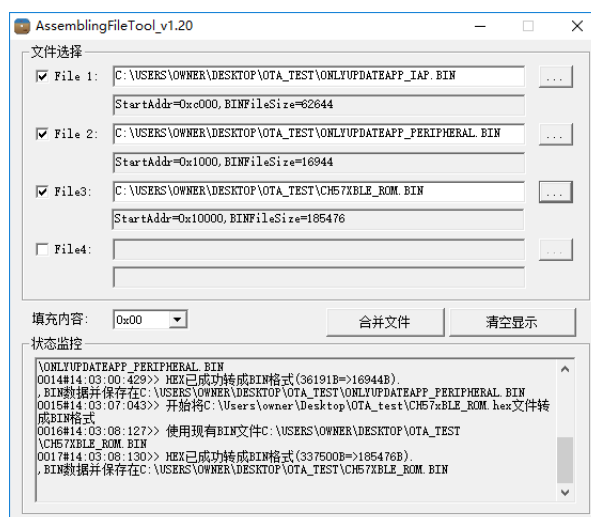 AssemblingFileTool_v1.20
文件选择
File 1: C:\USERS\OWNER\DESKTOP\OTA_TEST\ONLYUPDATEAPP_IAP.BIN ...
StartAddr=0xc000, BINFileSize=62644
File 2: C:\USERS\OWNER\DESKTOP\OTA_TEST\ONLYUPDATEAPP_PERIPHERAL.BIN ...
StartAddr=0x1000, BINFileSize=16944
File3: C:\USERS\OWNER\DESKTOP\OTA_TEST\CH57XBLE_ROM.BIN ...
StartAddr=0x10000, BINFileSize=185476
File4: ...
填充内容: 0x00 合并文件 清空显示
状态监控
\ONLYUPDATEAPP_PERIPHERAL.BIN
0014#14:03:00:429>> HEX已成功转成BIN格式(36191B=>16944B).
,BIN数据并保存在C:\USERS\OWNER\DESKTOP\OTA_TEST\ONLYUPDATEAPP_PERIPHERAL.BIN
0015#14:03:07:043>> 开始将C:\Users\owner\Desktop\OTA_test\CH57xBLE_ROM.hex文件转
成BIN格式
0016#14:03:08:127>> 使用现有BIN文件C:\USERS\OWNER\DESKTOP\OTA_TEST
\CH57XBLE_ROM.BIN
0017#14:03:08:130>> HEX已成功转成BIN格式(337500B=>185476B).
,BIN数据并保存在C:\USERS\OWNER\DESKTOP\OTA_TEST\CH57XBLE_ROM.BIN